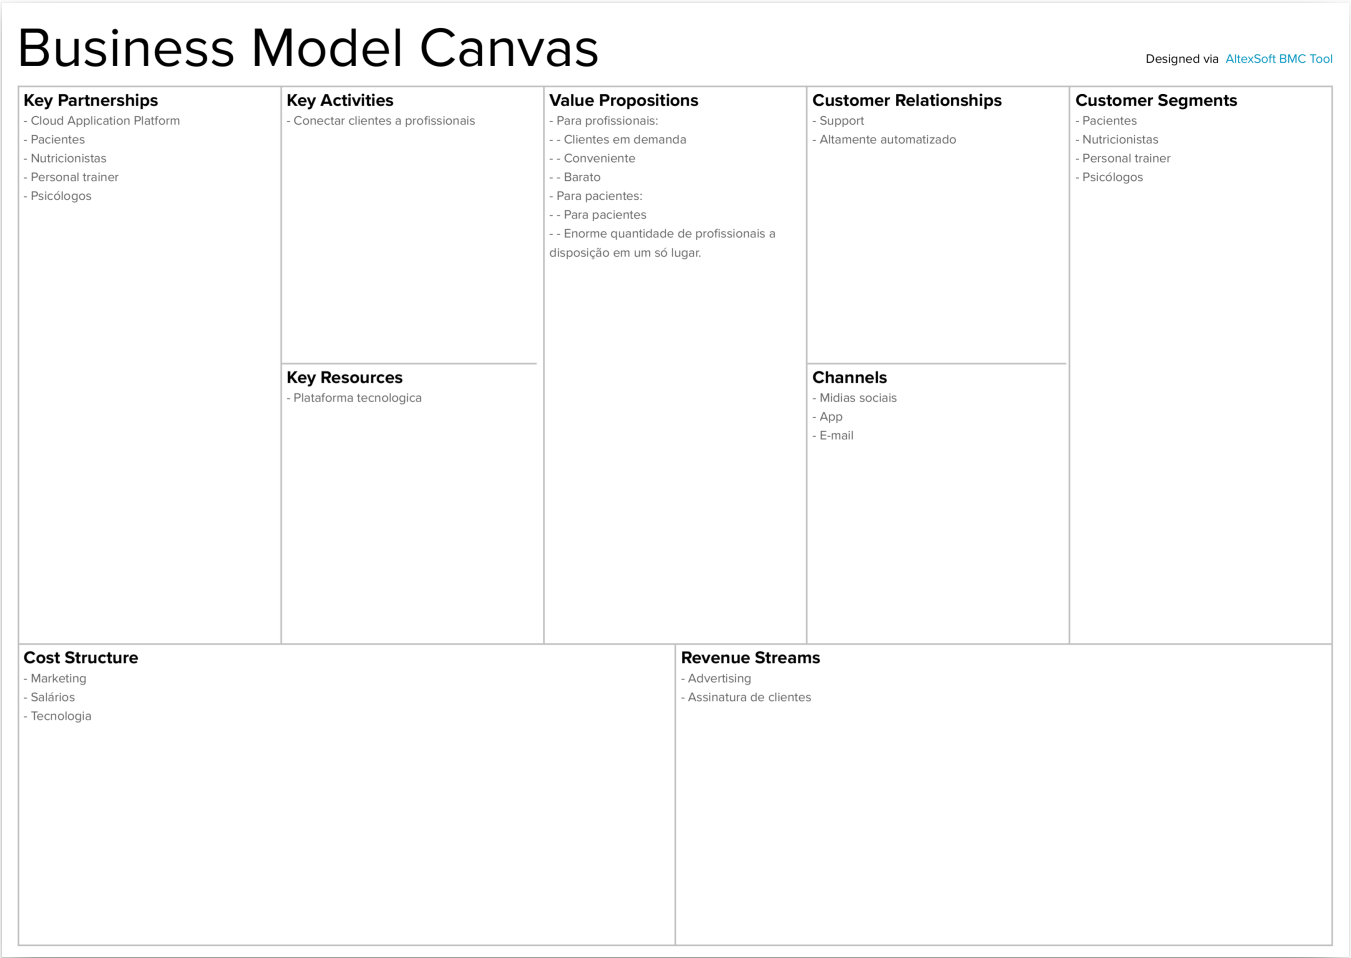 Business Model Canvas
Designed via AltexSoft BMC Tool
Key Partnerships
- Cloud Application Platform
- Pacientes
- Nutricionistas
- Personal trainer
- Psicólogos
Key Activities
- Conectar clientes a profissionais
Key Resources
- Plataforma tecnologica
Value Propositions
- Para profissionais:
- - Clientes em demanda
- - Conveniente
- - Barato
- Para pacientes:
- - Para pacientes
- - Enorme quantidade de profissionais a
disposição em um só lugar.
Customer Relationships
- Support
- Altamente automatizado
Channels
- Midias sociais
- App
- E-mail
Customer Segments
- Pacientes
- Nutricionistas
- Personal trainer
- Psicólogos
Cost Structure
- Marketing
- Salários
- Tecnologia
Revenue Streams
- Advertising
- Assinatura de clientes